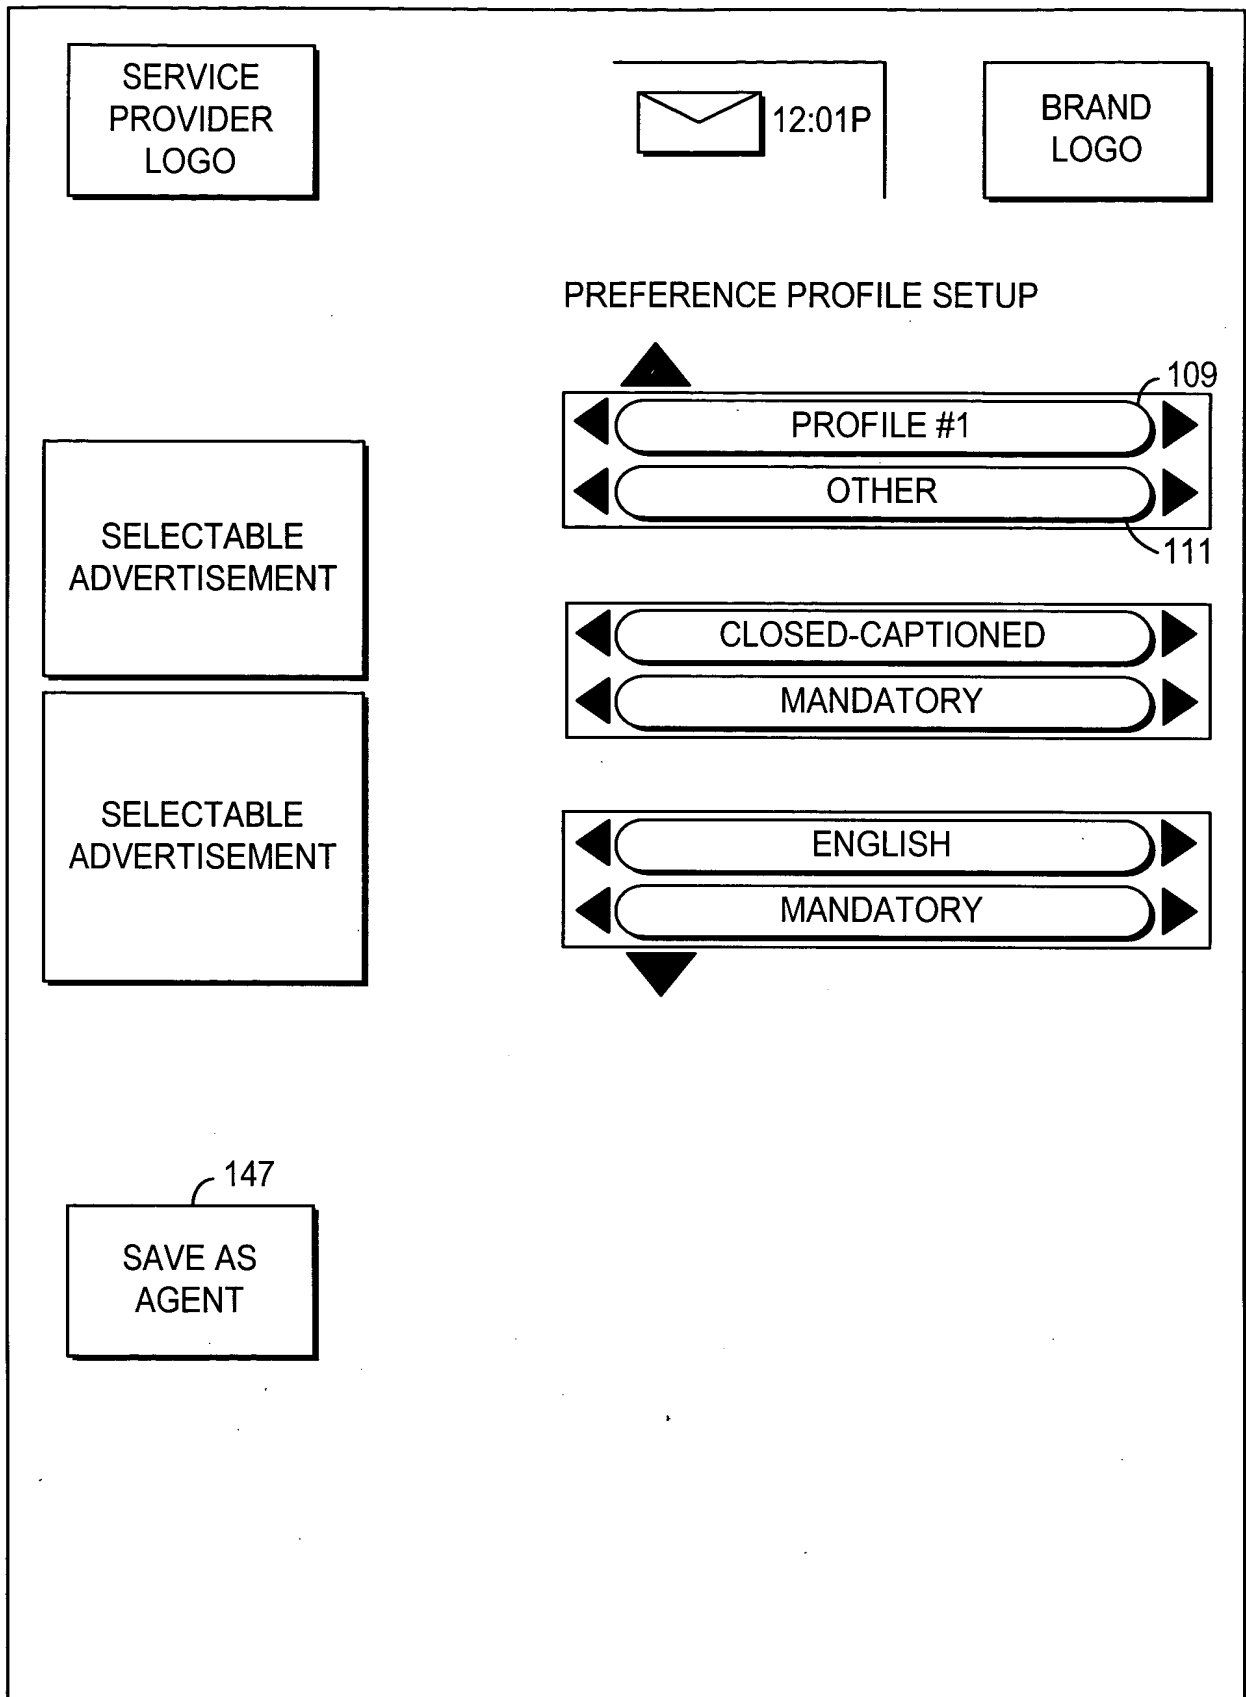 SERVICE
PROVIDER
LOGO
12:01P
BRAND
LOGO
PREFERENCE PROFILE SETUP
109
PROFILE #1
OTHER
111
SELECTABLE
ADVERTISEMENT
CLOSED-CAPTIONED
MANDATORY
SELECTABLE
ADVERTISEMENT
ENGLISH
MANDATORY
147
SAVE AS
AGENT